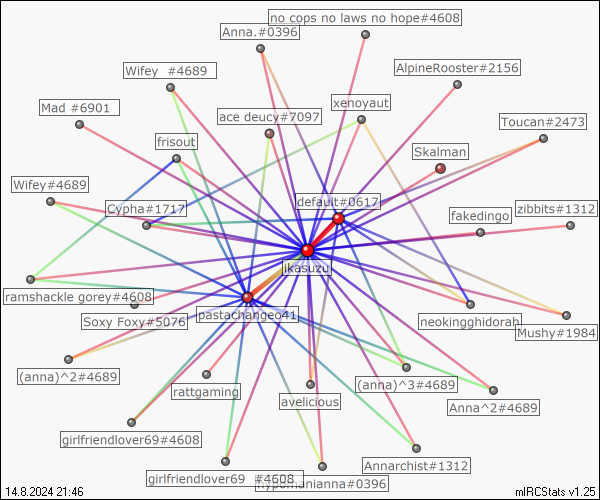 no cops no laws no hope#4608
Anna.#0396
AlpineRooster#2156
Wifey  #4689
xenoyaut
Mad #6901
ace deucy#7097
Toucan#2473
frisout
Skalman
Wifey#4689
default#0617
Cypha#1717
fakedingo
zibbits#1312
ikasuzu
ramshackle gorey#4608
pastachangeo41
Soxy Foxy#5076
neokingghidorah
Mushy#1984
(anna)^2#4689
(anna)^3#4689
rattgaming
avelicious
Anna^2#4689
girlfriendlover69#4608
Annarchist#1312
girlfriendlover69  #4608
hypomanianna#0396
14.8.2024 21:46
mIRCStats v1.25